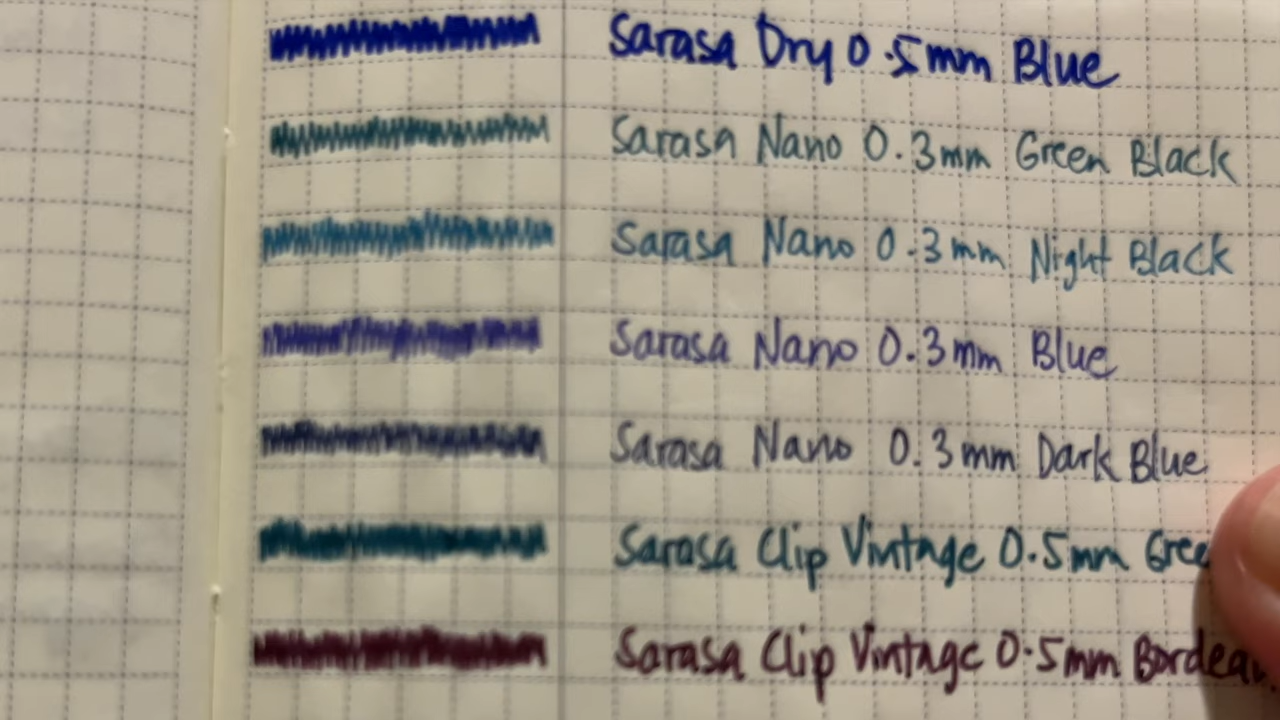 Sarasa Dry 0.5mm Blue
Sarasa Nano 0.3mm Green Black
Sarasa Nano 0.3mm Night Black
Sarasa Nano 0.3mm Blue
Sarasa Nano 0.3mm Dark Blue
Sarasa Clip Vintage 0.5mm Gree
Sarasa Clip Vintage 0.5mm Bordeau